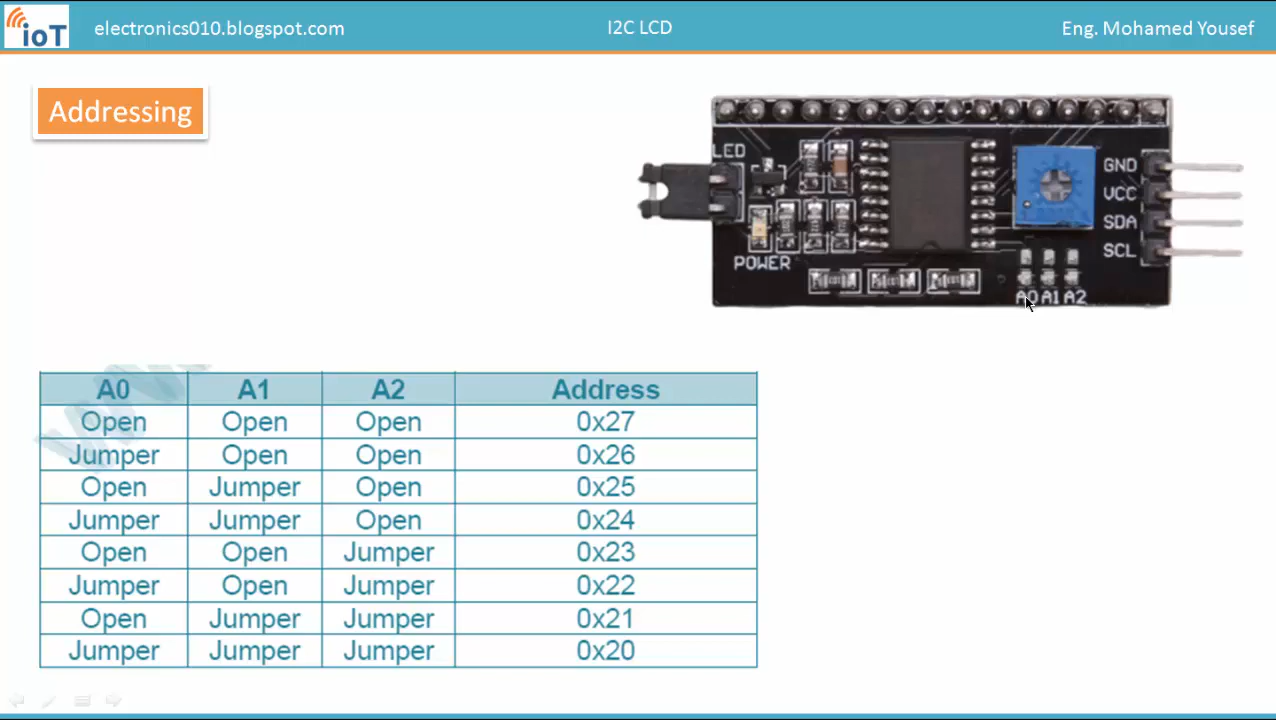 IoT
electronics010.blogspot.com
I2C LCD
Eng. Mohamed Yousef
Addressing
LED
POWER
GND
VCC
SDA
SCL
A0 A1 A2
A0 A1 A2 Address
Open Open Open 0x27
Jumper Open Open 0x26
Open Jumper Open 0x25
Jumper Jumper Open 0x24
Open Open Jumper 0x23
Jumper Open Jumper 0x22
Open Jumper Jumper 0x21
Jumper Jumper Jumper 0x20